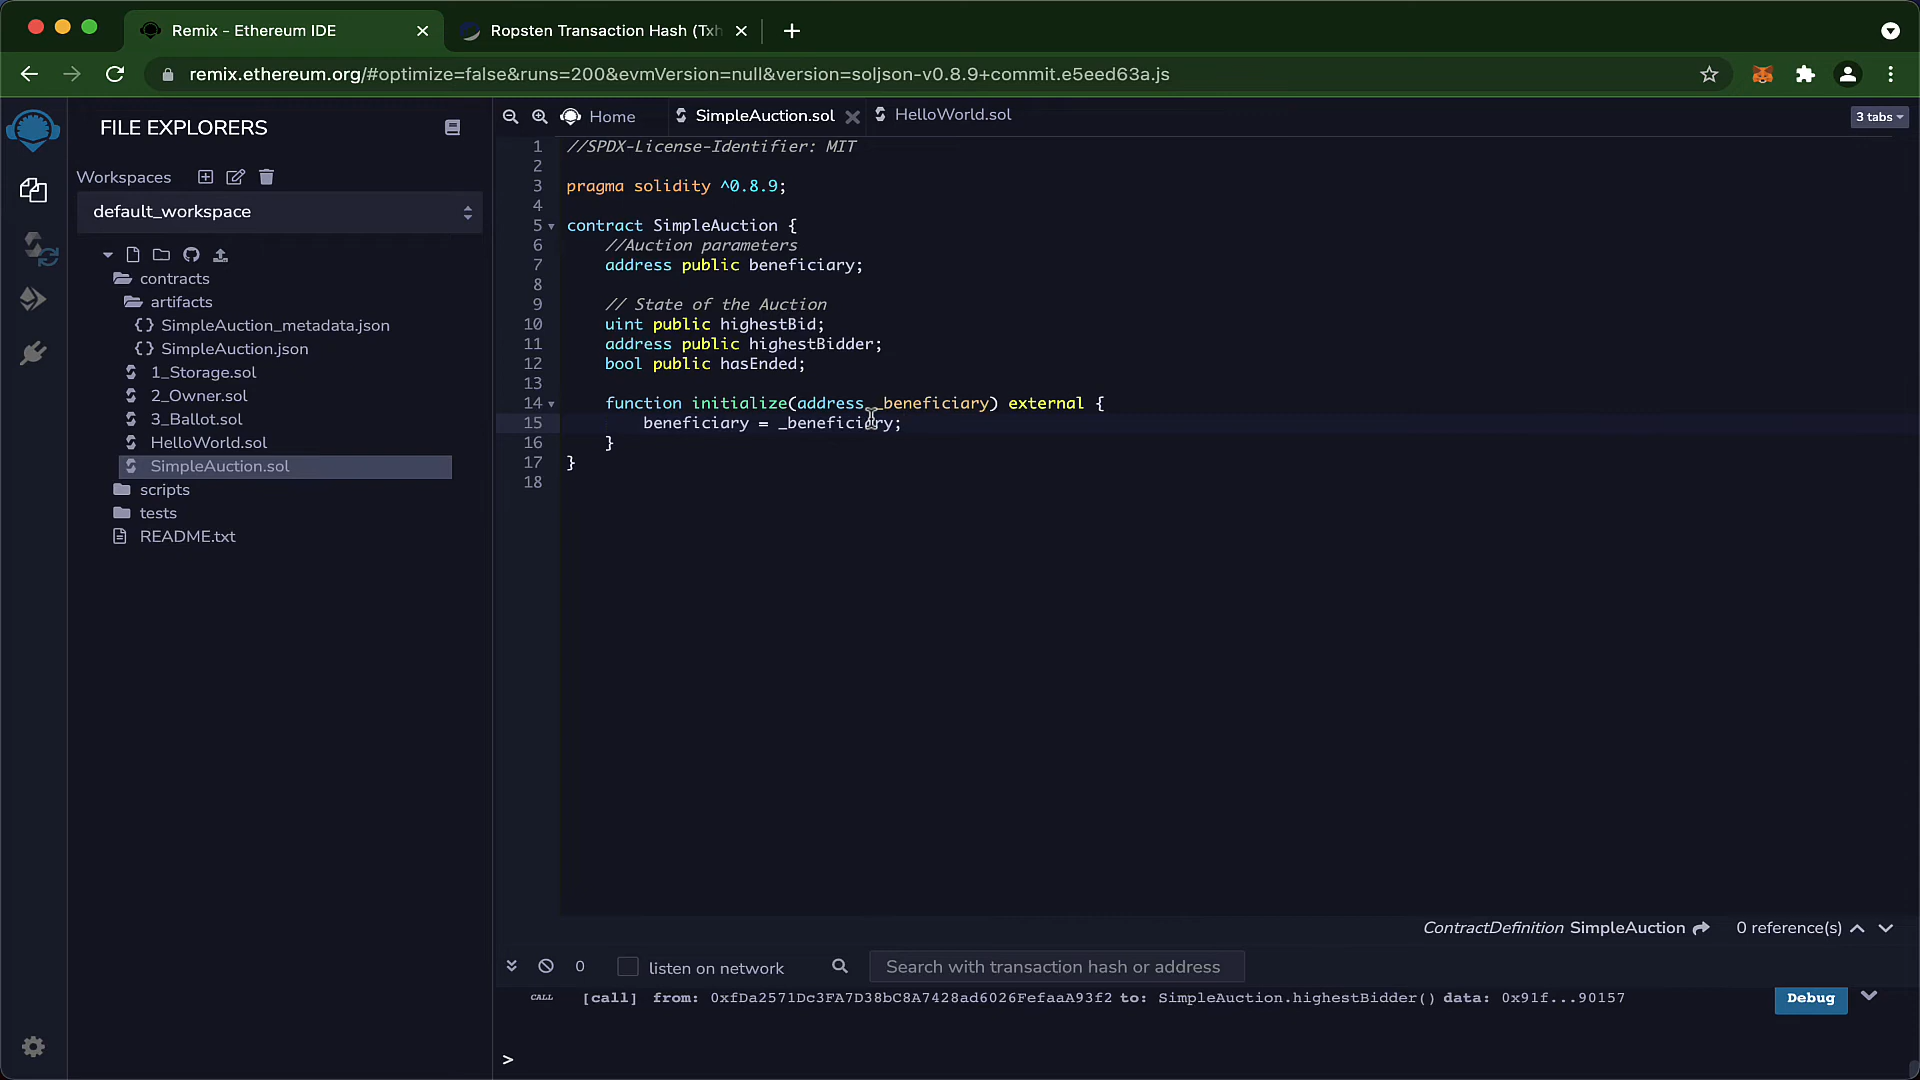 Remix - Ethereum IDE
Ropsten Transaction Hash (Txh
remix.ethereum.org/#optimize=false&runs=200&evmVersion=null&version=soljson-v0.8.9+commit.e5eed63a.js
FILE EXPLORERS
Workspaces
default_workspace
contracts
artifacts
{} SimpleAuction_metadata.json
{} SimpleAuction.json
1_Storage.sol
2_Owner.sol
3_Ballot.sol
HelloWorld.sol
SimpleAuction.sol
scripts
tests
README.txt
Home
SimpleAuction.sol
HelloWorld.sol
3 tabs
1 //SPDX-License-Identifier: MIT
2
3 pragma solidity ^0.8.9;
4
5 contract SimpleAuction {
6 //Auction parameters
7 address public beneficiary;
8
9 // State of the Auction
10 uint public highestBid;
11 address public highestBidder;
12 bool public hasEnded;
13
14 function initialize(address _beneficiary) external {
15 beneficiary = _beneficiary;
16 }
17 }
18
ContractDefinition SimpleAuction 0 reference(s)
0 listen on network Search with transaction hash or address
CALL [call] from: 0xfDa2571Dc3FA7D38bC8A7428ad6026FefaaA93f2 to: SimpleAuction.highestBidder() data: 0x91f...90157 Debug
>